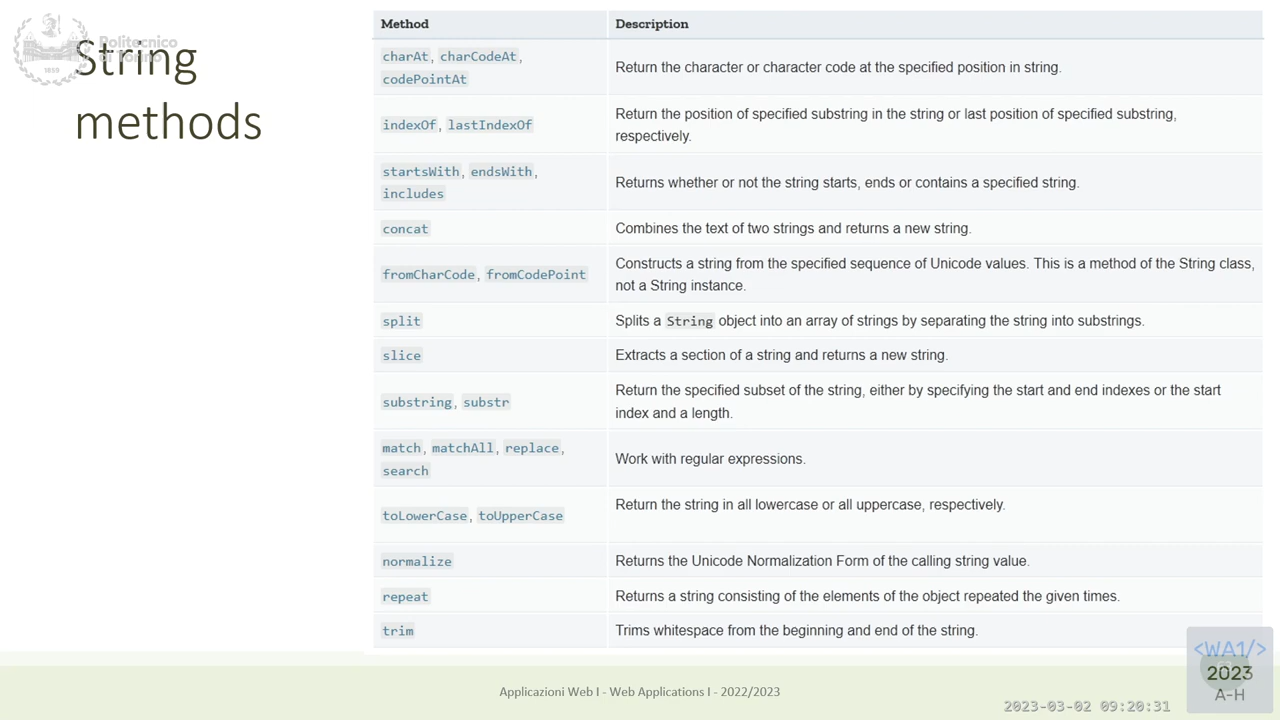 Politecnico
di Torino
1859
String
methods
Method Description
charAt, charCodeAt,
codePointAt
Return the character or character code at the specified position in string.
indexOf, lastIndexOf
Return the position of specified substring in the string or last position of specified substring,
respectively.
startsWith, endsWith,
includes
Returns whether or not the string starts, ends or contains a specified string.
concat
Combines the text of two strings and returns a new string.
fromCharCode, fromCodePoint
Constructs a string from the specified sequence of Unicode values. This is a method of the String class,
not a String instance.
split
Splits a String object into an array of strings by separating the string into substrings.
slice
Extracts a section of a string and returns a new string.
substring, substr
Return the specified subset of the string, either by specifying the start and end indexes or the start
index and a length.
match, matchAll, replace,
search
Work with regular expressions.
toLowerCase, toUpperCase
Return the string in all lowercase or all uppercase, respectively.
normalize
Returns the Unicode Normalization Form of the calling string value.
repeat
Returns a string consisting of the elements of the object repeated the given times.
trim
Trims whitespace from the beginning and end of the string.
Applicazioni Web I - Web Applications I - 2022/2023
<WA1/>
2023
A-H
2023-03-02 09:20:31